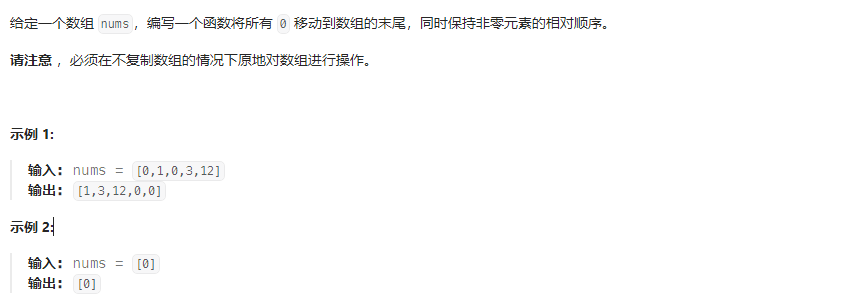 给定一个数组 nums，编写一个函数将所有 0 移动到数组的末尾，同时保持非零元素的相对顺序。
请注意 ，必须在不复制数组的情况下原地对数组进行操作。
示例 1:
输入: nums = [0,1,0,3,12]
输出: [1,3,12,0,0]
示例 2:
输入: nums = [0]
输出: [0]